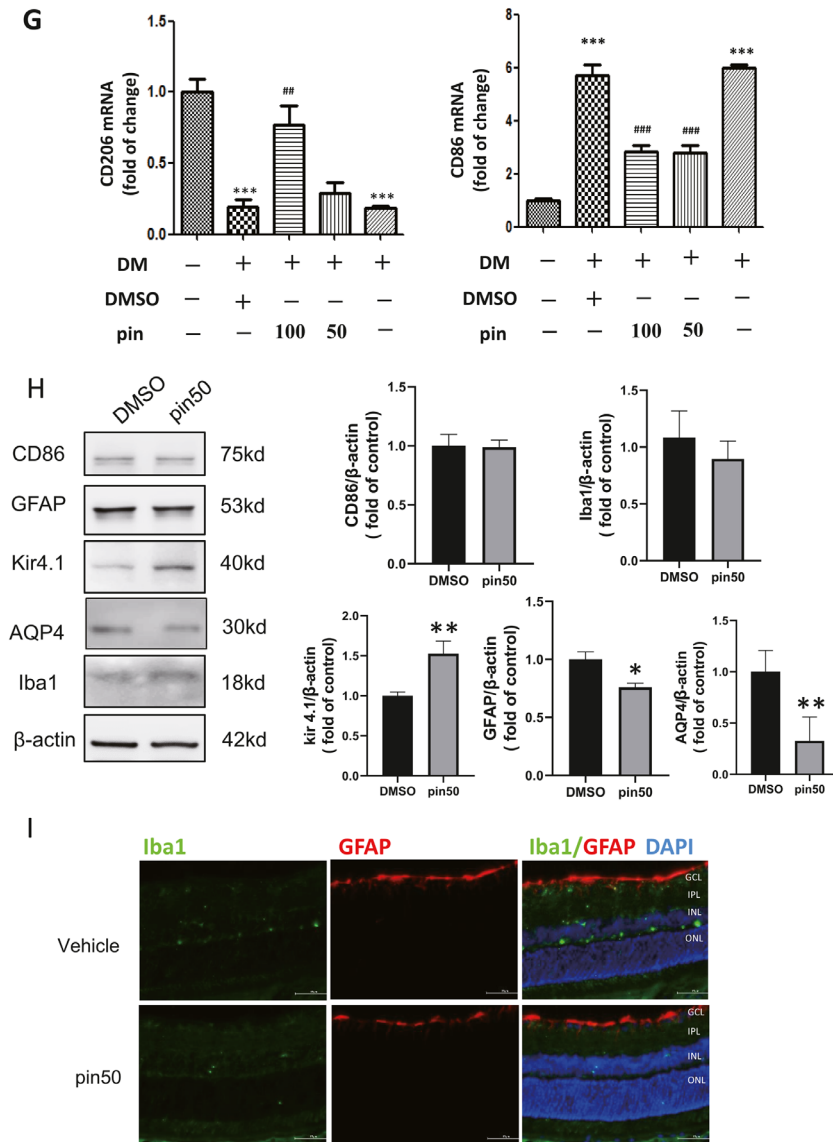 G
CD206 mRNA
(fold of change)
1.0
0.5
0.0
***
##
***
DM − + + + +
DMSO − + − − −
pin − − 100 50 −
CD86 mRNA
(fold of change)
8
6
4
2
0
***
###
###
***
DM − + + + +
DMSO − + − − −
pin − − 100 50 −
H
DMSO pin50
CD86 75kd
GFAP 53kd
Kir4.1 40kd
AQP4 30kd
Iba1 18kd
β-actin 42kd
CD86/β-actin
( fold of control)
1.5
1.0
0.5
0.0
DMSO pin50
Iba1/β-actin
( fold of control)
1.5
1.0
0.5
0.0
DMSO pin50
kir 4.1/β-actin
( fold of control)
2.0
1.5
1.0
0.5
0.0
**
DMSO pin50
GFAP/β-actin
( fold of control)
1.5
1.0
0.5
0.0
*
DMSO pin50
AQP4/β-actin
( fold of control)
1.5
1.0
0.5
0.0
**
DMSO pin50
I
Iba1 GFAP Iba1/GFAP DAPI
Vehicle
GCL
IPL
INL
ONL
pin50
GCL
IPL
INL
ONL